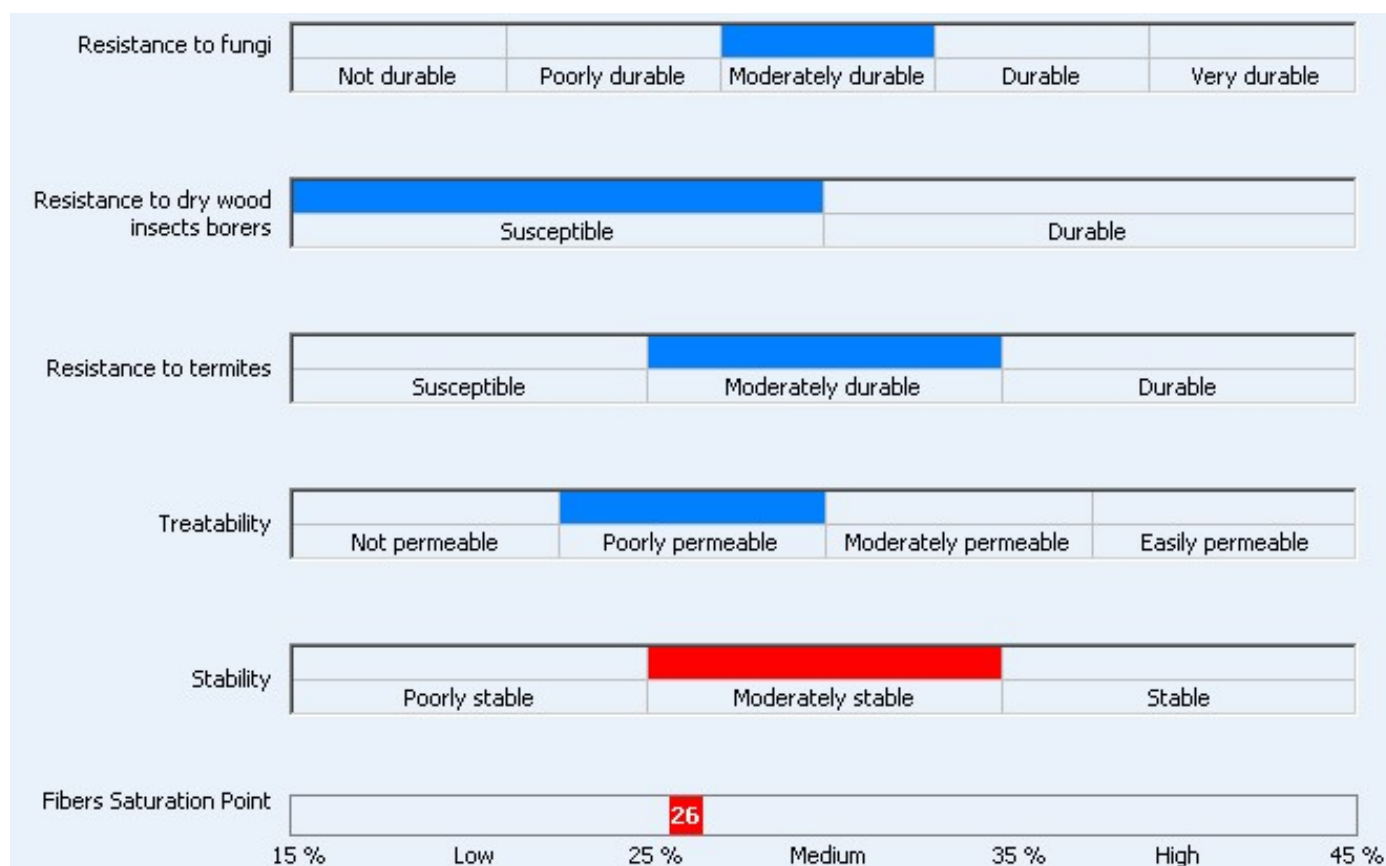 Resistance to fungi
Not durable Poorly durable Moderately durable Durable Very durable
Resistance to dry wood
insects borers
Susceptible Durable
Resistance to termites
Susceptible Moderately durable Durable
Treatability
Not permeable Poorly permeable Moderately permeable Easily permeable
Stability
Poorly stable Moderately stable Stable
Fibers Saturation Point
26
15 % Low 25 % Medium 35 % High 45 %